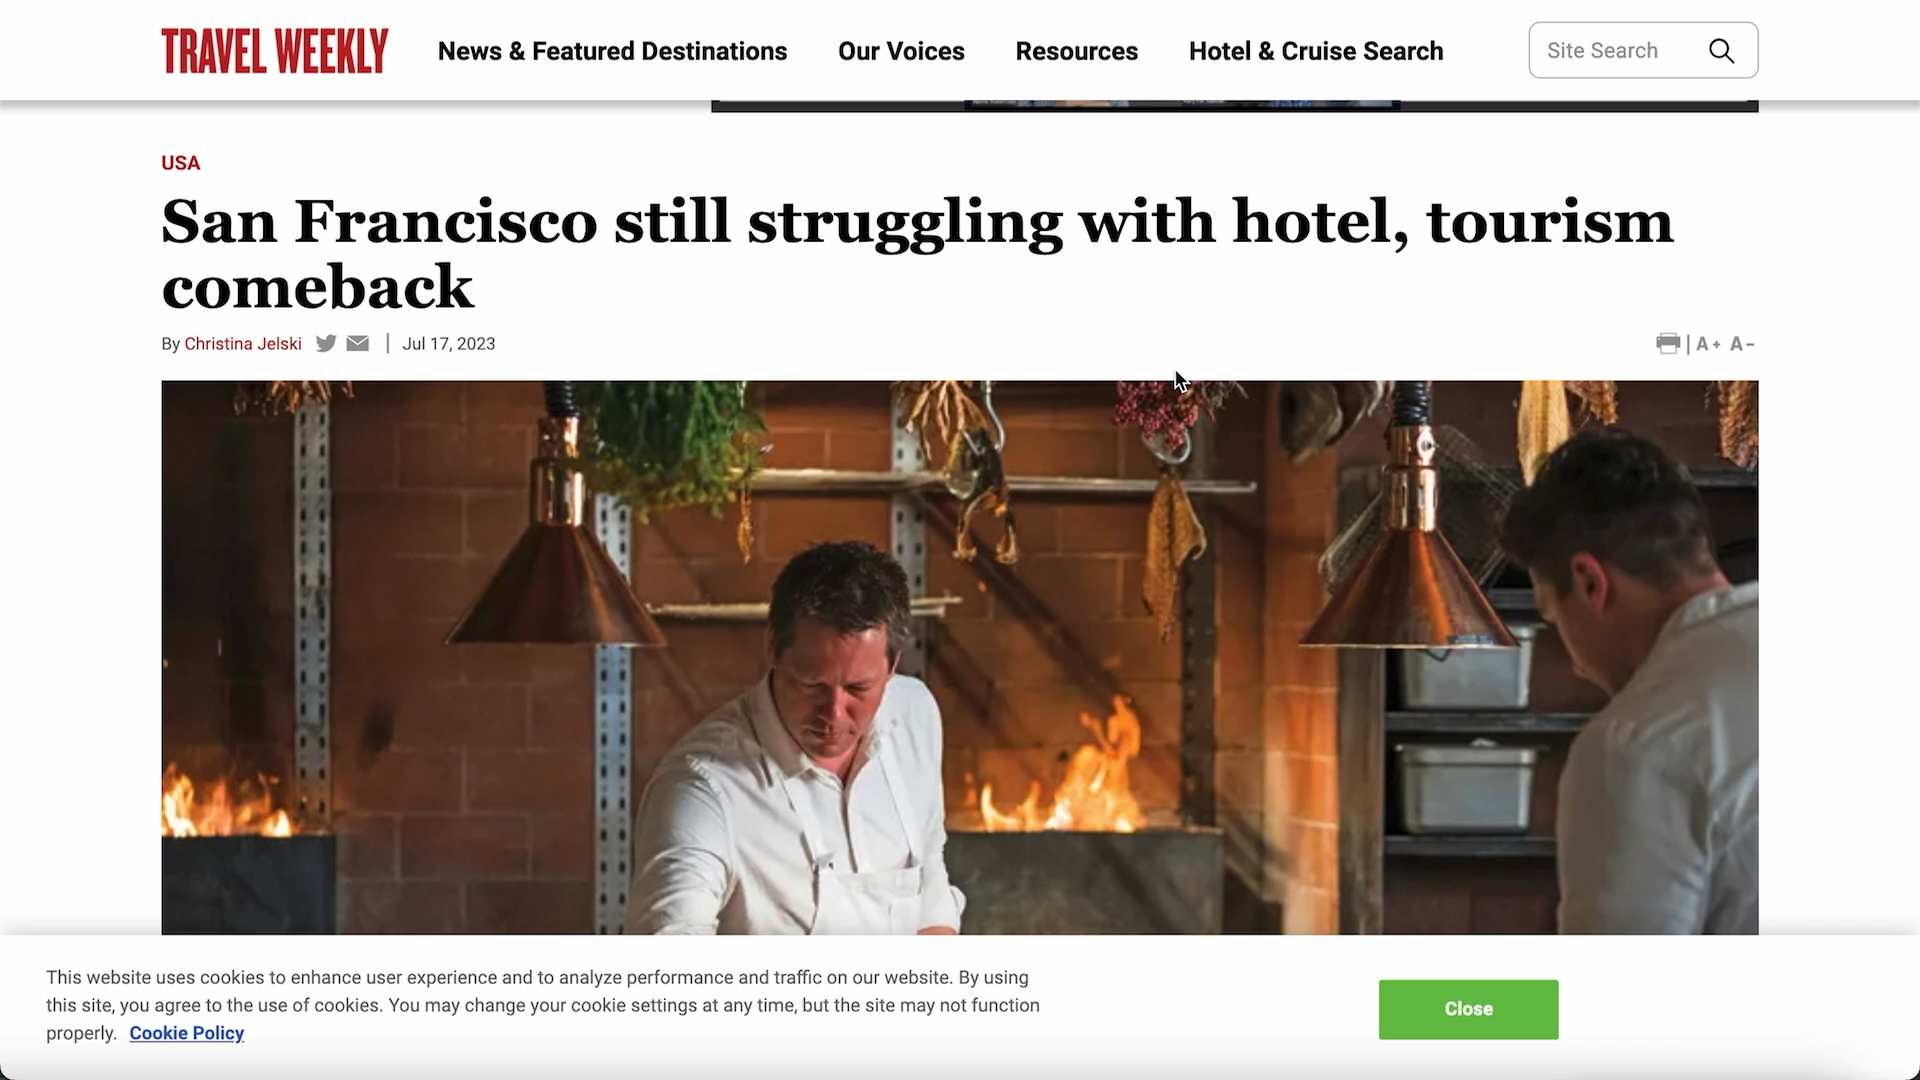 TRAVEL WEEKLY
News & Featured Destinations
Our Voices
Resources
Hotel & Cruise Search
Site Search
USA
San Francisco still struggling with hotel, tourism
comeback
By Christina Jelski | Jul 17, 2023
| A+ A-
This website uses cookies to enhance user experience and to analyze performance and traffic on our website. By using
this site, you agree to the use of cookies. You may change your cookie settings at any time, but the site may not function
properly. Cookie Policy
Close